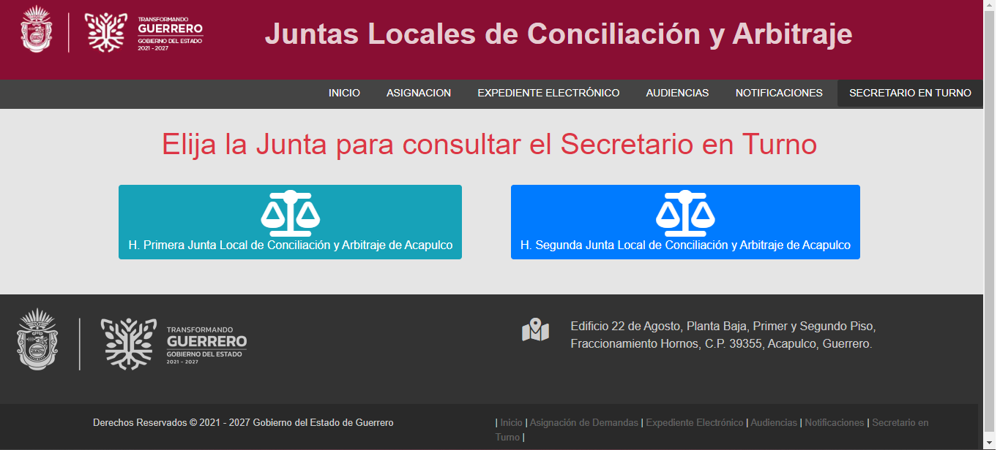 TRANSFORMANDO
GUERRERO
GOBIERNO DEL ESTADO
2021 - 2027
Juntas Locales de Conciliación y Arbitraje
INICIO ASIGNACION EXPEDIENTE ELECTRÓNICO AUDIENCIAS NOTIFICACIONES SECRETARIO EN TURNO
Elija la Junta para consultar el Secretario en Turno
H. Primera Junta Local de Conciliación y Arbitraje de Acapulco
H. Segunda Junta Local de Conciliación y Arbitraje de Acapulco
TRANSFORMANDO
GUERRERO
GOBIERNO DEL ESTADO
2021 - 2027
Edificio 22 de Agosto, Planta Baja, Primer y Segundo Piso,
Fraccionamiento Hornos, C.P. 39355, Acapulco, Guerrero.
Derechos Reservados © 2021 - 2027 Gobierno del Estado de Guerrero
| Inicio | Asignación de Demandas | Expediente Electrónico | Audiencias | Notificaciones | Secretario en
Turno |